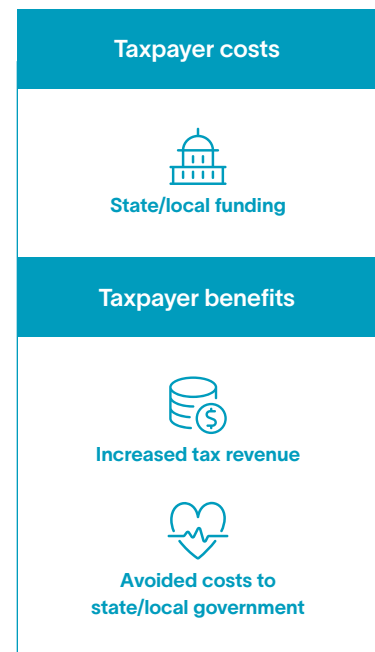 Taxpayer costs
State/local funding
Taxpayer benefits
$
Increased tax revenue
Avoided costs to
state/local government